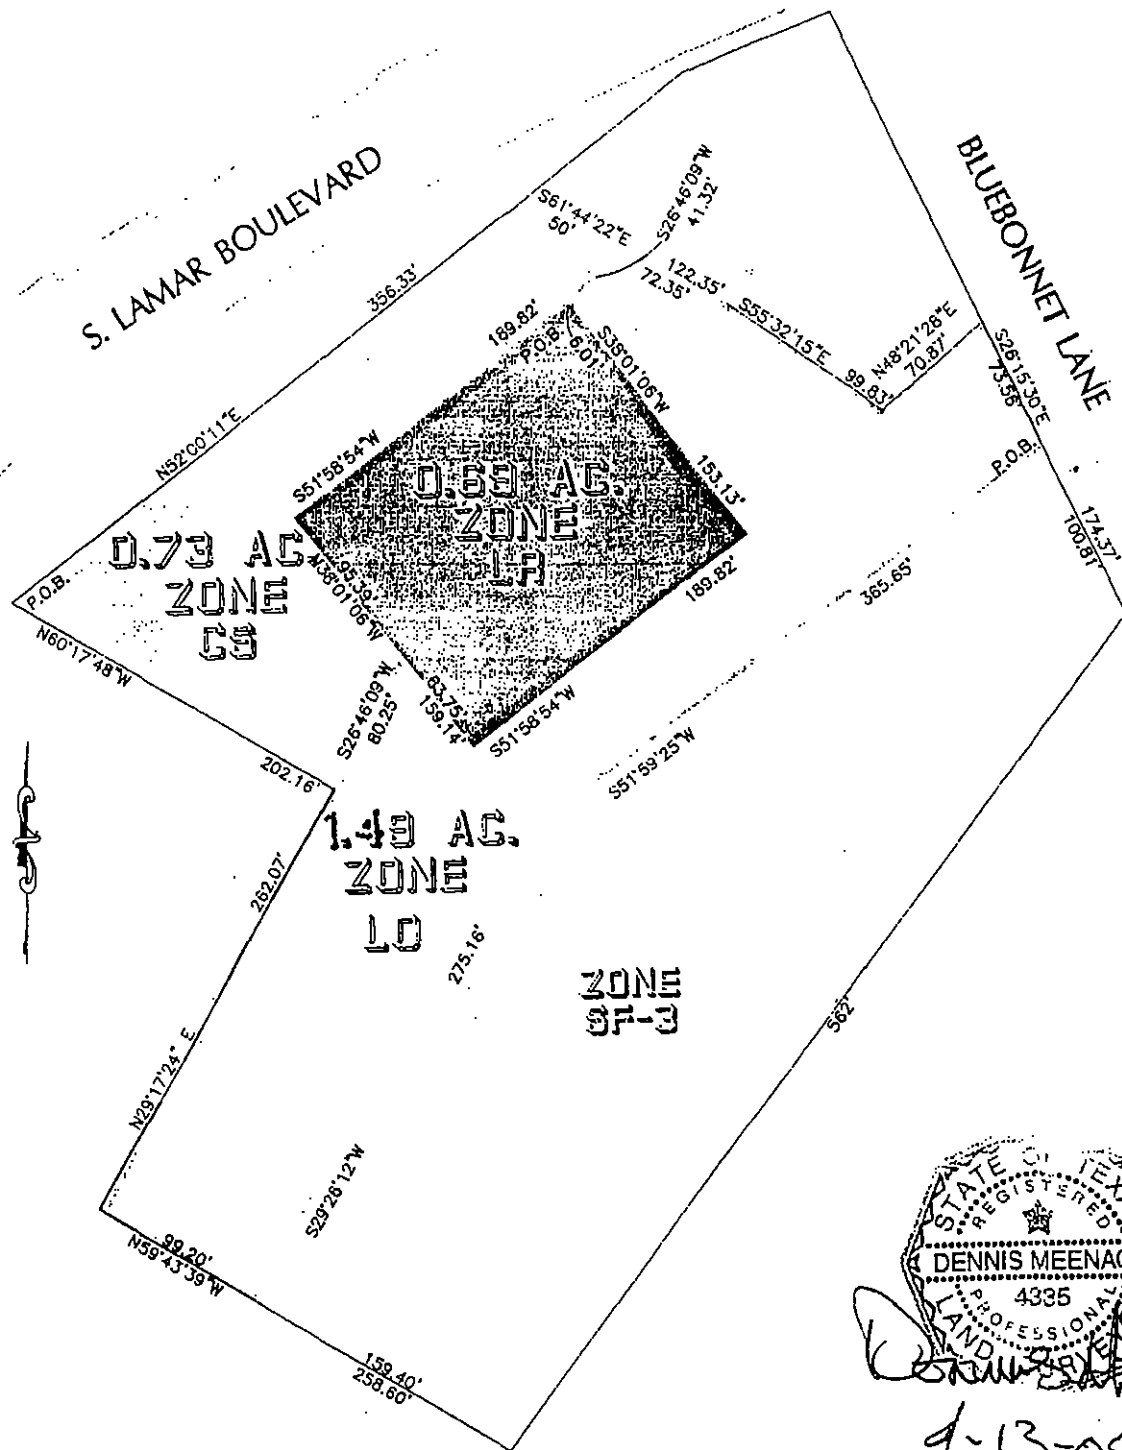 S. LAMAR BOULEVARD
BLUEBONNET LANE
S61°44'22"E
50'
S26°46'09"W
41.32'
122.35'
72.35'
S55°32'15"E
99.83'
N48°21'28"E
70.87'
S26°15'30"E
73.56'
P.O.B.
174.37'
100.81'
356.33'
N52°00'11"E
189.82'
P.O.B.
6.01'
S38°01'06"W
153.13'
S51°58'54"W
0.69 AC.
ZONE
LR
0.73 AC
ZONE
CS
P.O.B.
N60°17'48"W
202.16'
95.39'
N38°01'06"W
83.75'
159.14'
S26°46'09"W
80.25'
189.82'
S51°58'54"W
365.65'
S51°59'25"W
1.49 AC.
ZONE
LO
262.07'
N29°17'24" E
275.16'
ZONE
SF-3
562'
S29°26'12"W
99.20'
N59°43'39"W
159.40'
258.60'
STATE OF
REGISTERED
4335
PROFESSIONAL
LAND